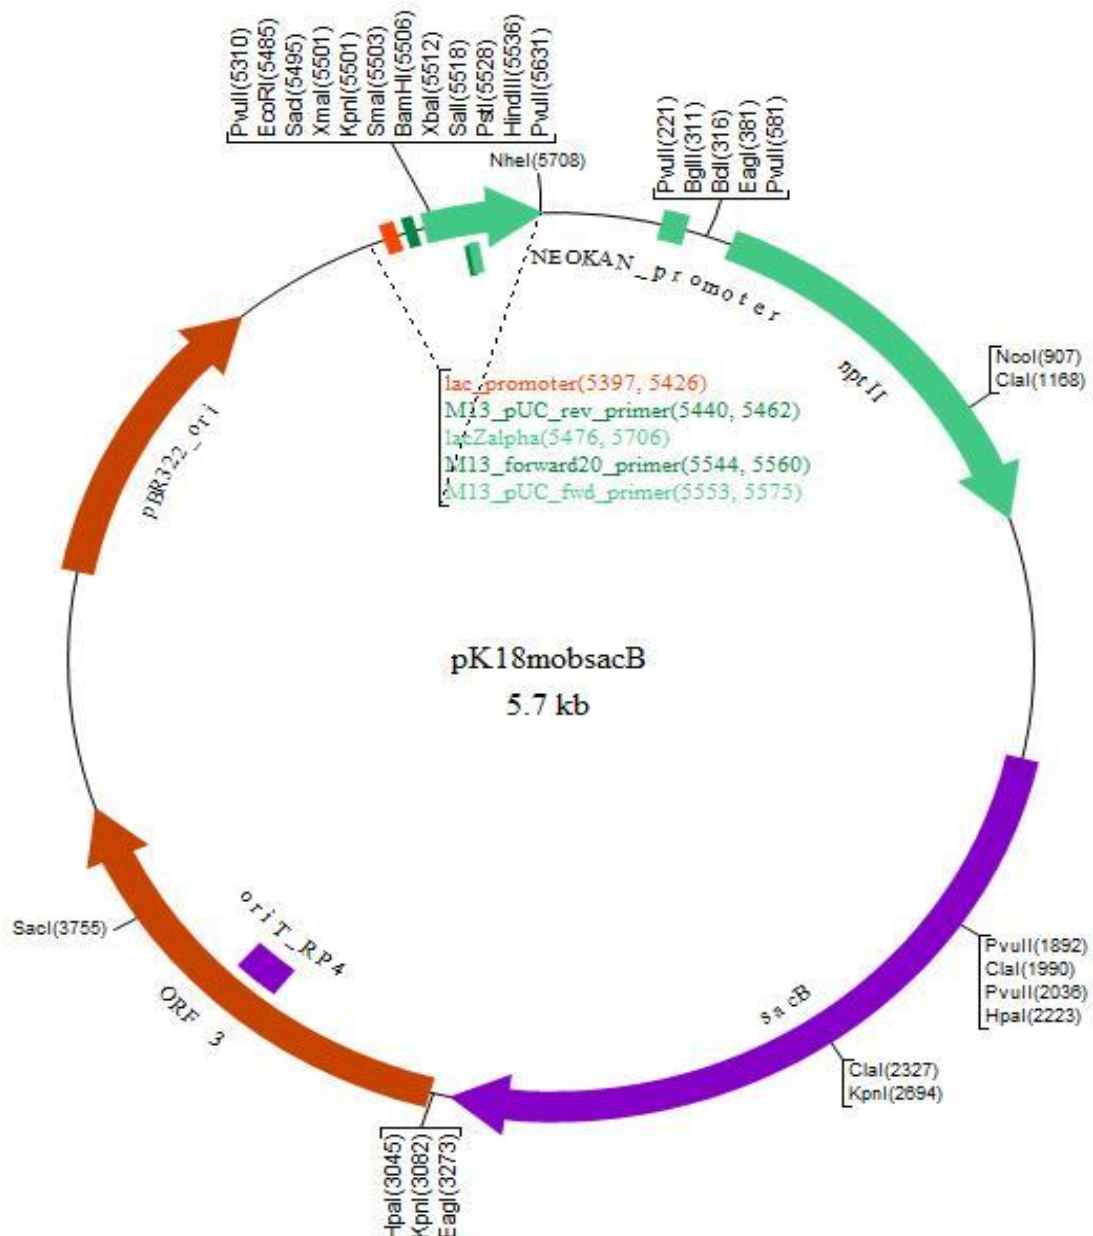 PvuII(5310)
EcoRI(5485)
SacI(5495)
XmaI(5501)
KpnI(5501)
SmaI(5503)
BamHI(5506)
XbaI(5512)
SalI(5518)
PstI(5528)
HindIII(5536)
PvuII(5631)
NheI(5708)
PvuII(221)
BglII(311)
BclI(316)
EagI(381)
PvuII(581)
NEOKAN_promoter
nptII
NcoI(907)
ClaI(1168)
lac_promoter(5397, 5426)
M13_pUC_rev_primer(5440, 5462)
lacZalpha(5476, 5706)
M13_forward20_primer(5544, 5560)
M13_pUC_fwd_primer(5553, 5575)
pBR322_ori
pK18mobsacB
5.7 kb
SacI(3755)
oriT_RP4
ORF 3
sacB
PvuII(1892)
ClaI(1990)
PvuII(2036)
HpaI(2223)
ClaI(2327)
KpnI(2694)
HpaI(3045)
KpnI(3082)
EagI(3273)